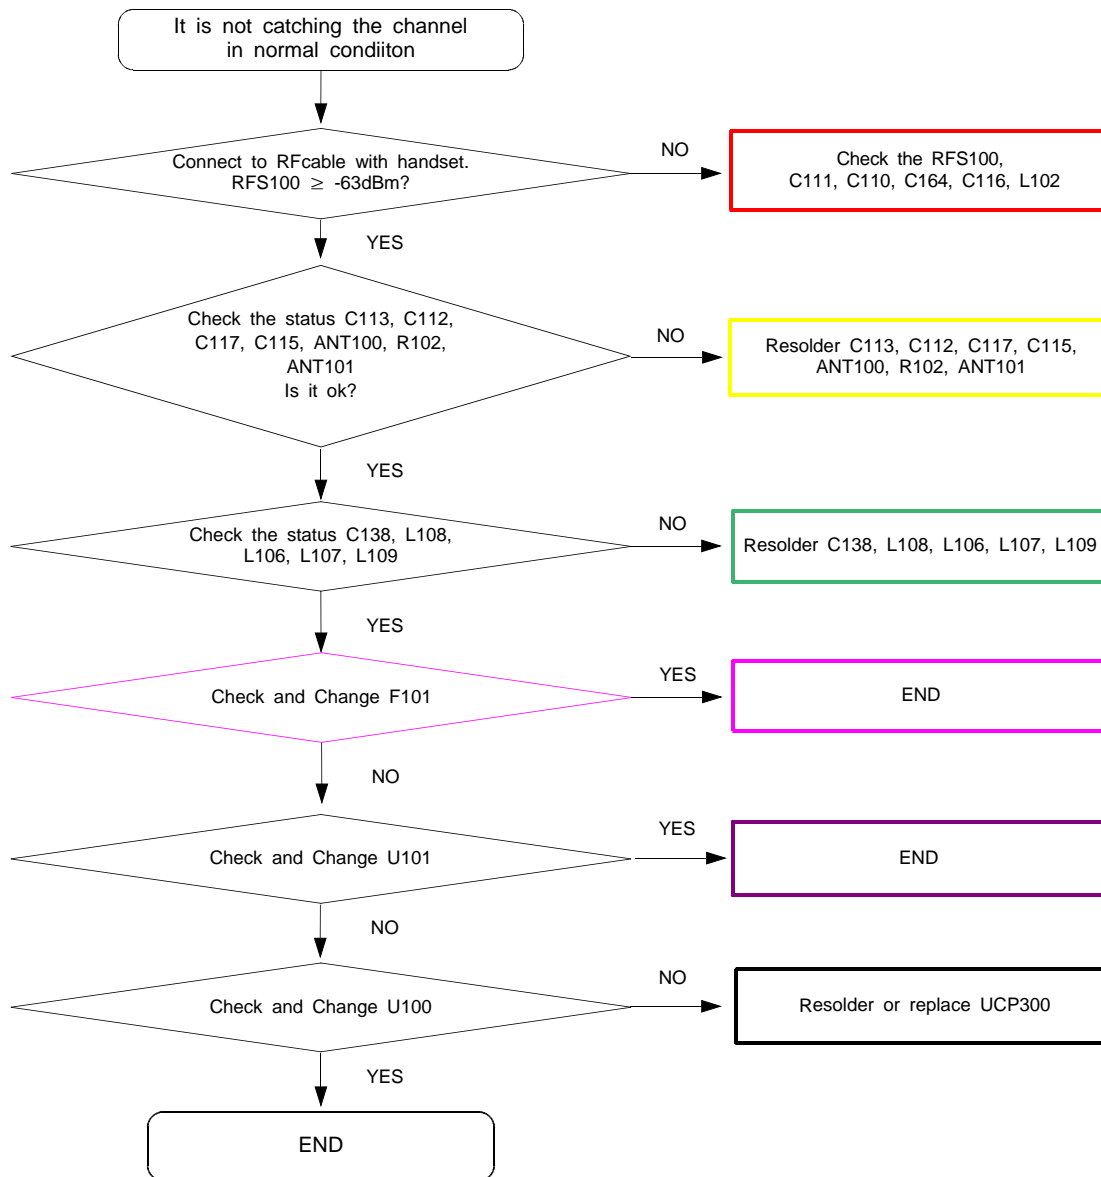 It is not catching the channel
in normal condiiton
Connect to RFcable with handset.
RFS100 ≥ -63dBm?
NO
Check the RFS100,
C111, C110, C164, C116, L102
YES
Check the status C113, C112,
C117, C115, ANT100, R102,
ANT101
Is it ok?
NO
Resolder C113, C112, C117, C115,
ANT100, R102, ANT101
YES
Check the status C138, L108,
L106, L107, L109
NO
Resolder C138, L108, L106, L107, L109
YES
Check and Change F101
YES
END
NO
Check and Change U101
YES
END
NO
Check and Change U100
NO
Resolder or replace UCP300
YES
END